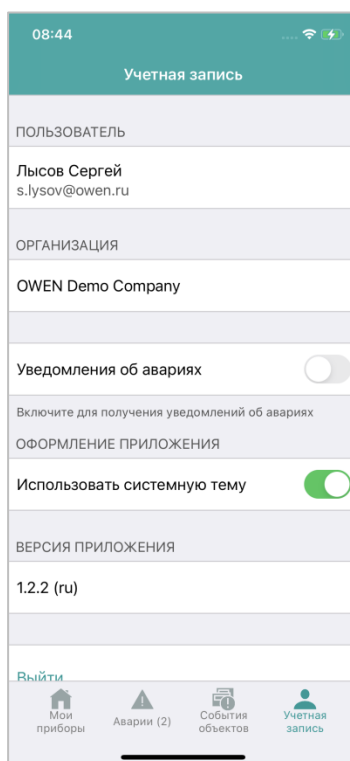 08:44
Учетная запись
ПОЛЬЗОВАТЕЛЬ
Лысов Сергей
s.lysov@owen.ru
ОРГАНИЗАЦИЯ
OWEN Demo Company
Уведомления об авариях
Включите для получения уведомлений об авариях
ОФОРМЛЕНИЕ ПРИЛОЖЕНИЯ
Использовать системную тему
ВЕРСИЯ ПРИЛОЖЕНИЯ
1.2.2 (ru)
Выйти
Мои
приборы
Аварии (2)
События
объектов
Учетная
запись